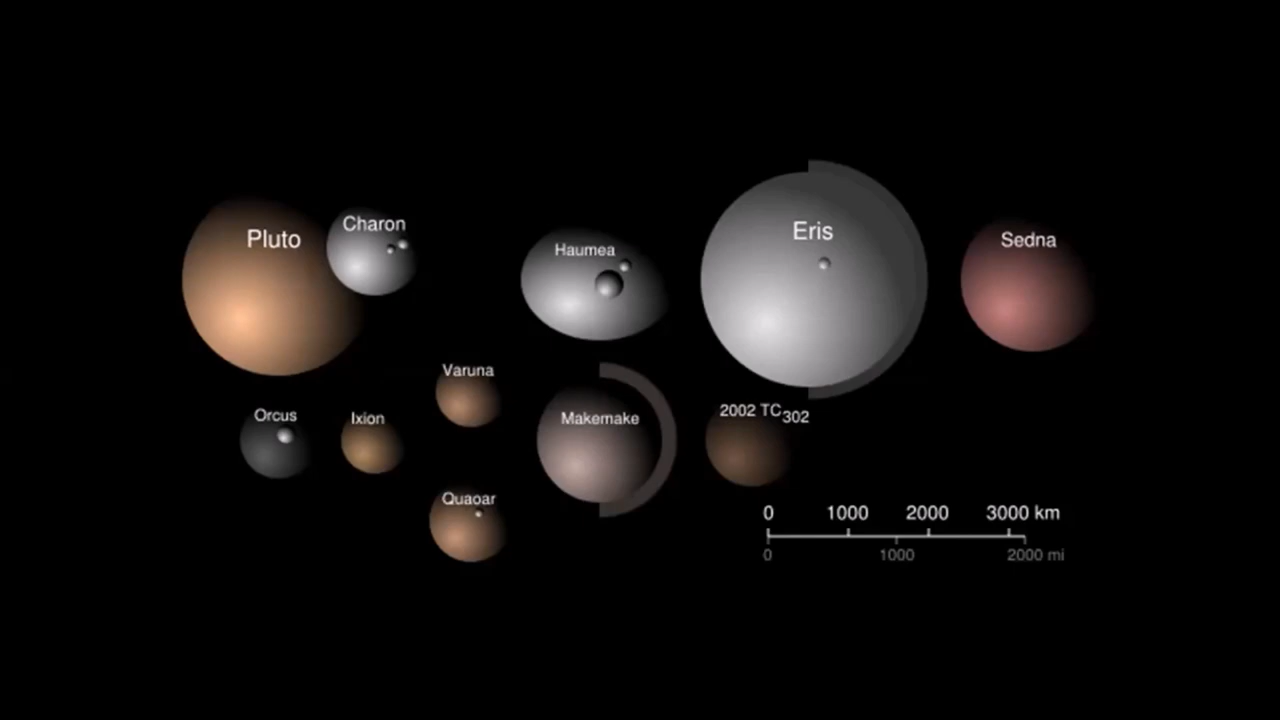 Pluto
Charon
Haumea
Eris
Sedna
Varuna
Orcus
Ixion
Makemake
2002 TC302
Quaoar
0 1000 2000 3000 km
0 1000 2000 mi